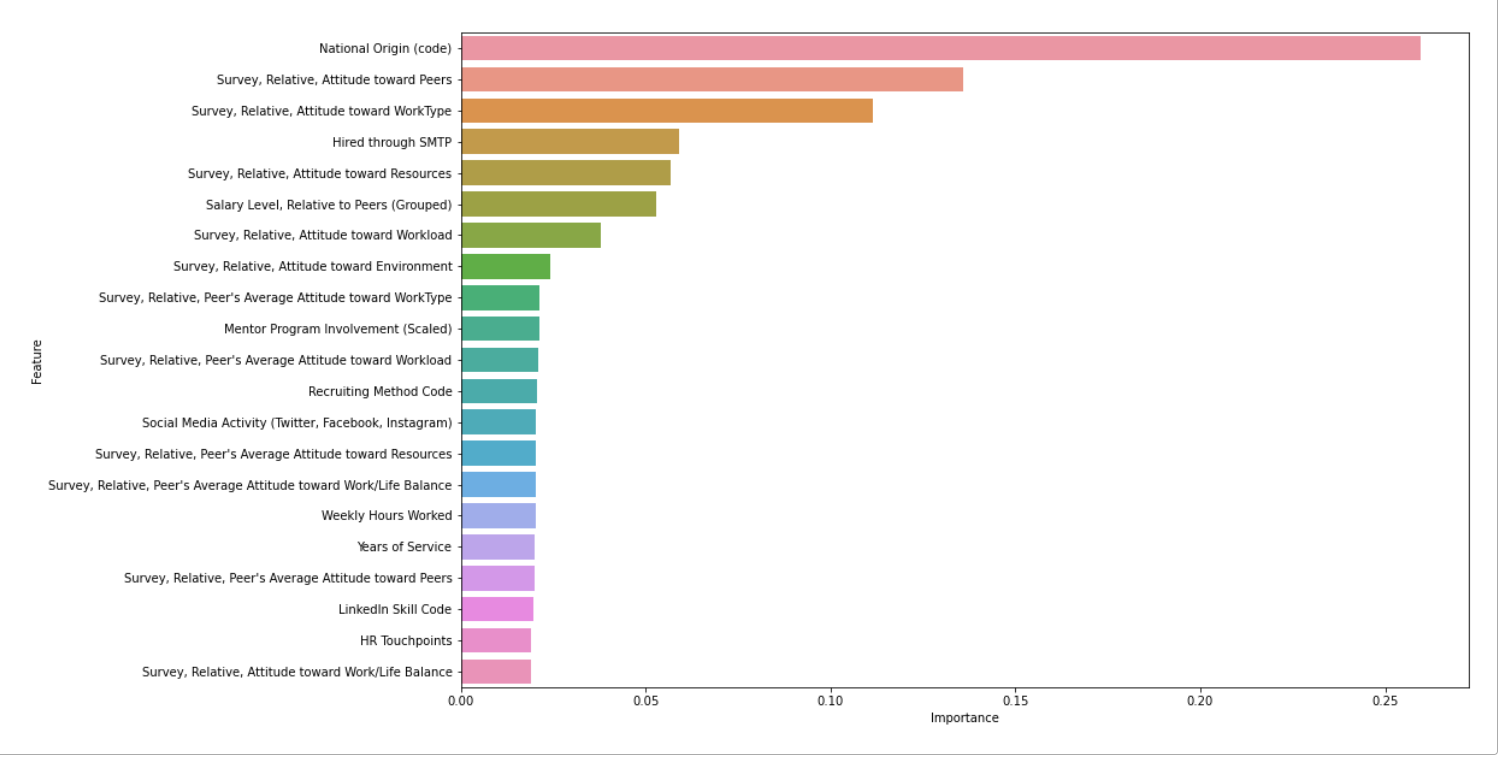 National Origin (code)
Survey, Relative, Attitude toward Peers
Survey, Relative, Attitude toward WorkType
Hired through SMTP
Survey, Relative, Attitude toward Resources
Salary Level, Relative to Peers (Grouped)
Survey, Relative, Attitude toward Workload
Survey, Relative, Attitude toward Environment
Survey, Relative, Peer's Average Attitude toward WorkType
Mentor Program Involvement (Scaled)
Survey, Relative, Peer's Average Attitude toward Workload
Recruiting Method Code
Social Media Activity (Twitter, Facebook, Instagram)
Survey, Relative, Peer's Average Attitude toward Resources
Survey, Relative, Peer's Average Attitude toward Work/Life Balance
Weekly Hours Worked
Years of Service
Survey, Relative, Peer's Average Attitude toward Peers
LinkedIn Skill Code
HR Touchpoints
Survey, Relative, Attitude toward Work/Life Balance
Feature
0.00 0.05 0.10 0.15 0.20 0.25
Importance